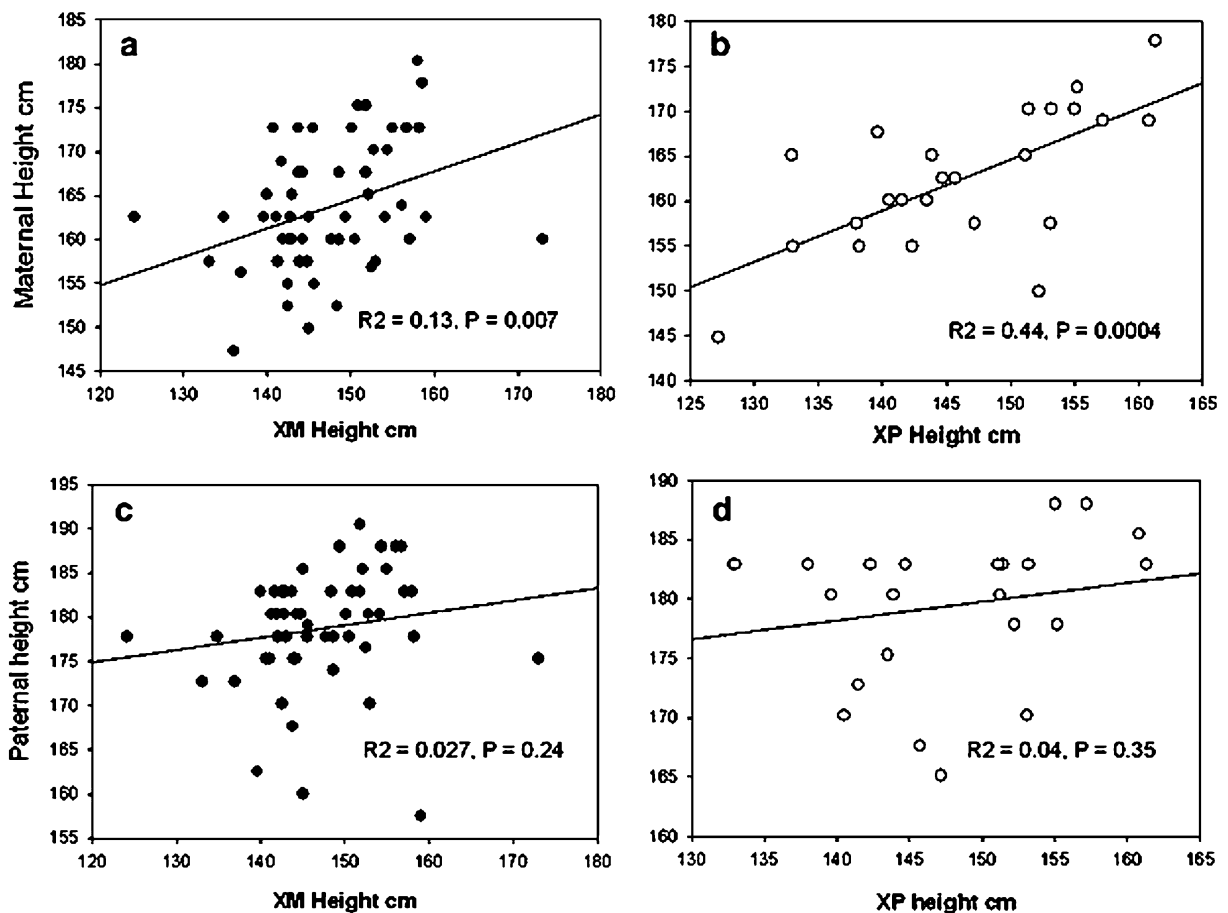 a
185
180
175
170
165
160
155
150
145
Maternal Height cm
R2 = 0.13, P = 0.007
120 130 140 150 160 170 180
XM Height cm
b
180
175
170
165
160
155
150
145
140
R2 = 0.44, P = 0.0004
125 130 135 140 145 150 155 160 165
XP Height cm
c
195
190
185
180
175
170
165
160
155
Paternal height cm
R2 = 0.027, P = 0.24
120 130 140 150 160 170 180
XM Height cm
d
190
185
180
175
170
165
160
R2 = 0.04, P = 0.35
130 135 140 145 150 155 160 165
XP height cm